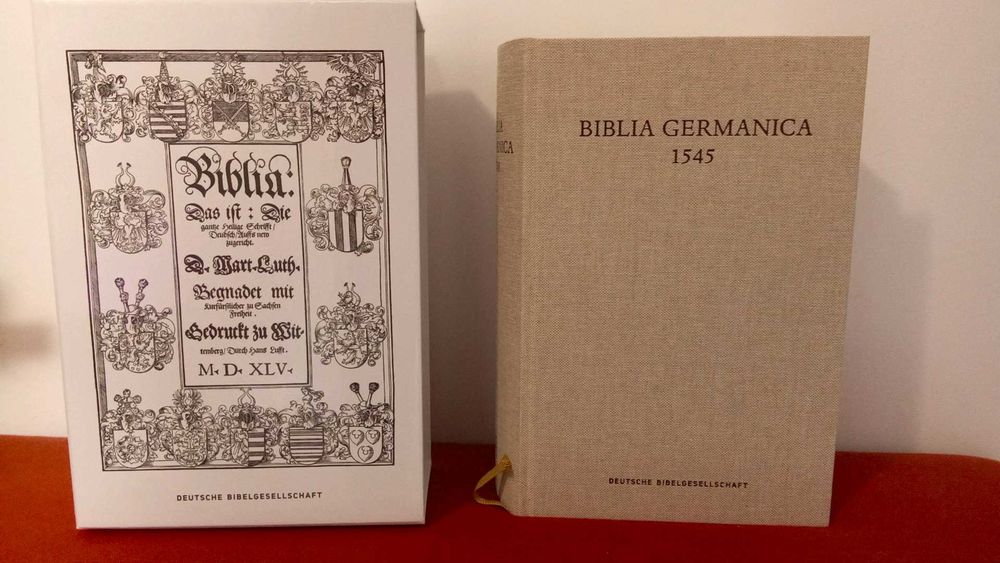 Biblia:
Das ist: Die
gantze Heilige Schrifft/
Deudsch/Auffs new
zugericht.
D. Mart. Luth.
Begnadet mit
Kurfürstlicher zu Sachsen
Freiheit.
Gedruckt zu Wit-
tenberg/Durch Hans Lufft.
M. D. XLV.
DEUTSCHE BIBELGESELLSCHAFT
BIBLIA GERMANICA
1545
DEUTSCHE BIBELGESELLSCHAFT